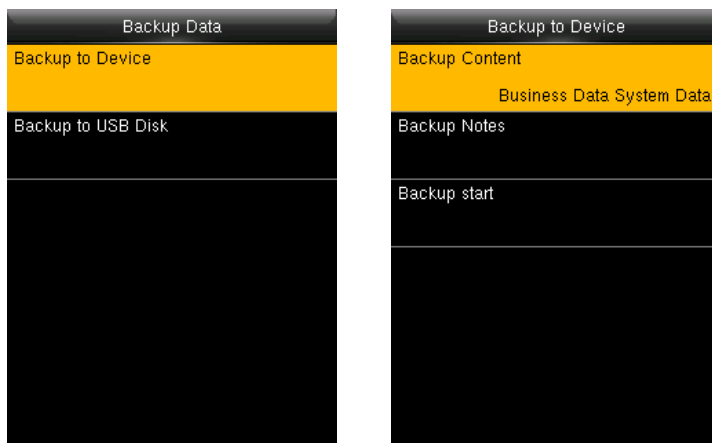 Backup Data
Backup to Device
Backup to USB Disk
Backup to Device
Backup Content
Business Data System Data
Backup Notes
Backup start